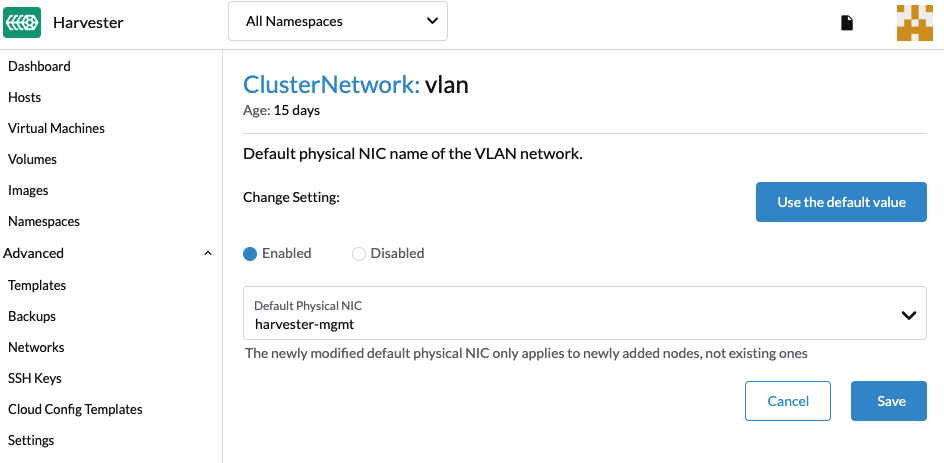 Harvester
All Namespaces
Dashboard
Hosts
Virtual Machines
Volumes
Images
Namespaces
Advanced
Templates
Backups
Networks
SSH Keys
Cloud Config Templates
Settings
ClusterNetwork: vlan
Age: 15 days
Default physical NIC name of the VLAN network.
Change Setting:
Use the default value
Enabled
Disabled
Default Physical NIC
harvester-mgmt
The newly modified default physical NIC only applies to newly added nodes, not existing ones
Cancel
Save